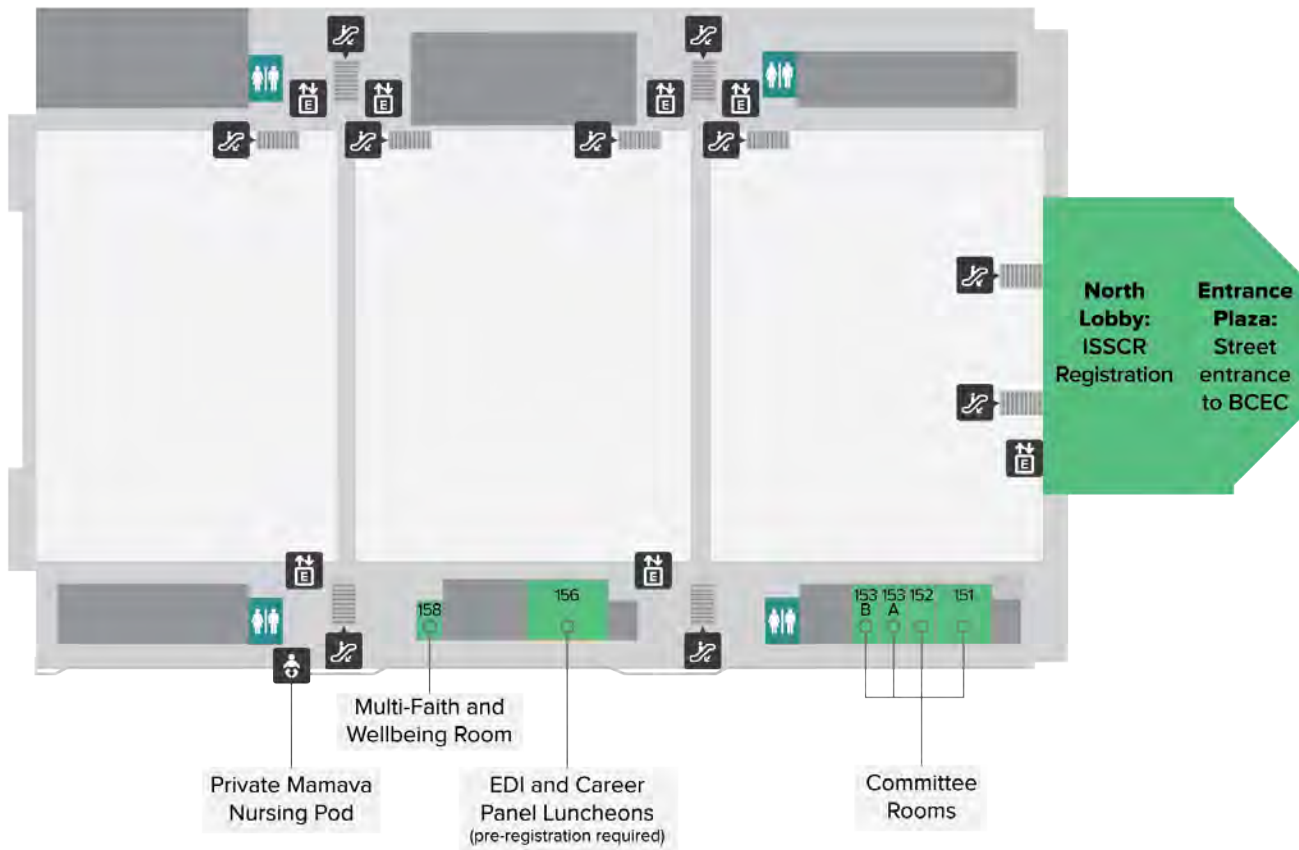 E
E
E
E
North
Lobby:
ISSCR
Registration
Entrance
Plaza:
Street
entrance
to BCEC
E
E
E
158
156
153
B
153
A
152
151
Multi-Faith and
Wellbeing Room
Private Mamava
Nursing Pod
EDI and Career
Panel Luncheons
(pre-registration required)
Committee
Rooms